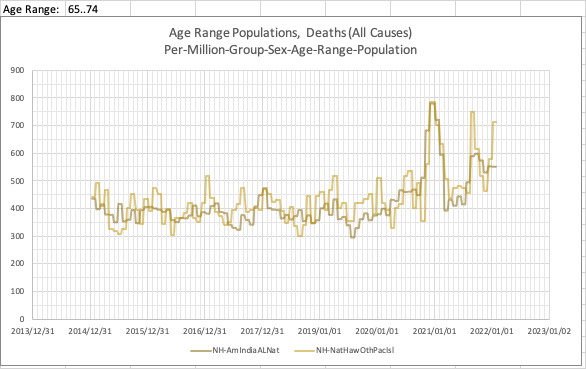 Age Range: 65..74
Age Range Populations, Deaths (All Causes)
Per-Million-Group-Sex-Age-Range-Population
900
800
700
600
500
400
300
200
100
0
2013/12/31 2014/12/31 2015/12/31 2016/12/31 2017/12/31 2019/01/01 2020/01/01 2021/01/01 2022/01/01 2023/01/02
NH-AmIndiaALNat NH-NatHawOthPacIsl